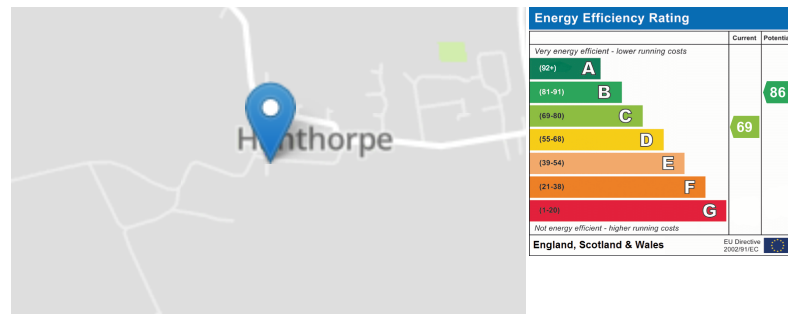 Energy Efficiency Rating
Current
Very energy efficient - lower running costs
(92+) A
(81-91) B
86
(69-80) C
69
(55-68) D
(39-54) E
(21-38) F
(1-20) G
Not energy efficient - higher running costs
England, Scotland & Wales
EU Directive
2002/91/EC